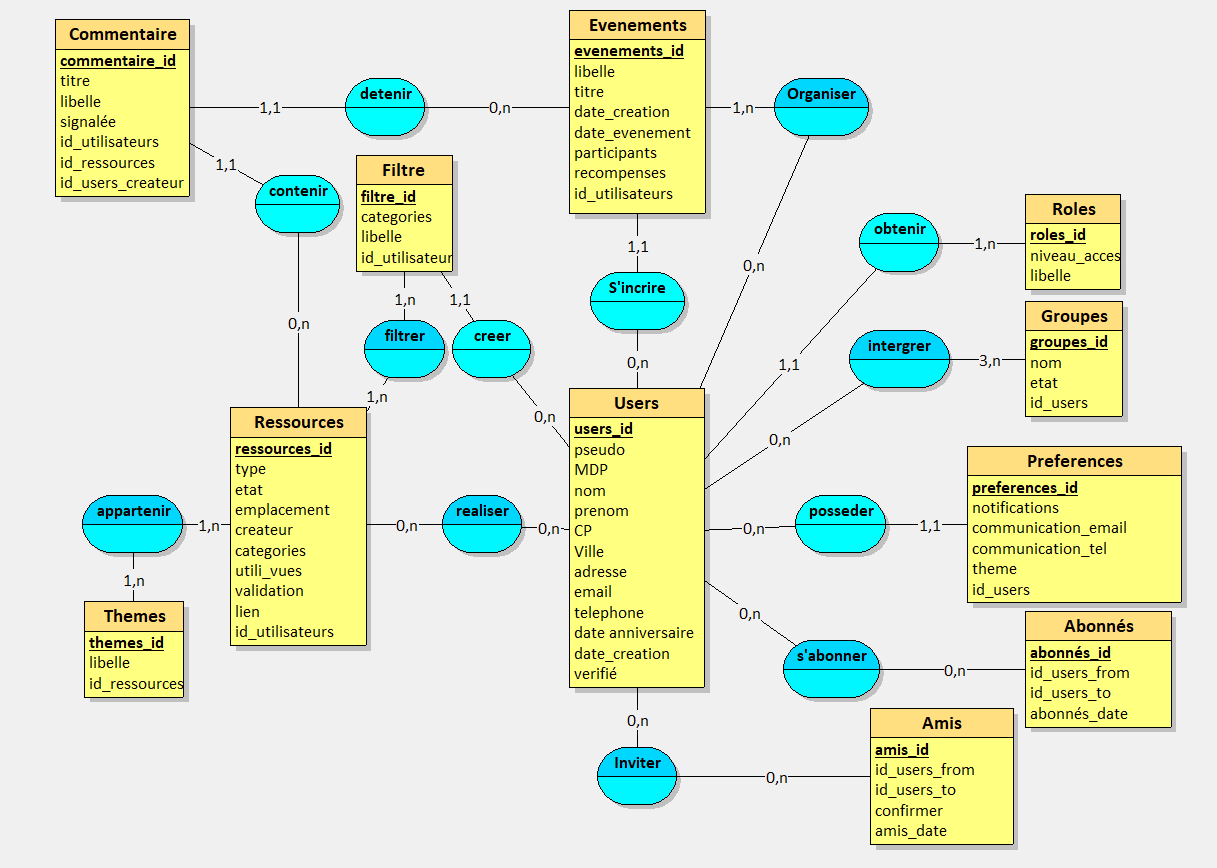 Commentaire
commentaire_id
titre
libelle
signalée
id_utilisateurs
id_ressources
id_users_createur
1,1
detenir
0,n
Evenements
evenements_id
libelle
titre
date_creation
date_evenement
participants
recompenses
id_utilisateurs
1,n
Organiser
0,n
1,1
contenir
0,n
Filtre
filtre_id
categories
libelle
id_utilisateur
1,n
1,1
filtrer
creer
1,n
0,n
1,1
S'incrire
0,n
obtenir
1,n
1,1
Roles
roles_id
niveau_acces
libelle
intergrer
3,n
0,n
Groupes
groupes_id
nom
etat
id_users
Ressources
ressources_id
type
etat
emplacement
createur
categories
utili_vues
validation
lien
id_utilisateurs
appartenir
1,n
1,n
Themes
themes_id
libelle
id_ressources
0,n
realiser
0,n
Users
users_id
pseudo
MDP
nom
prenom
CP
Ville
adresse
email
telephone
date anniversaire
date_creation
verifié
0,n
posseder
1,1
Preferences
preferences_id
notifications
communication_email
communication_tel
theme
id_users
0,n
s'abonner
0,n
Abonnés
abonnés_id
id_users_from
id_users_to
abonnés_date
0,n
Inviter
0,n
Amis
amis_id
id_users_from
id_users_to
confirmer
amis_date